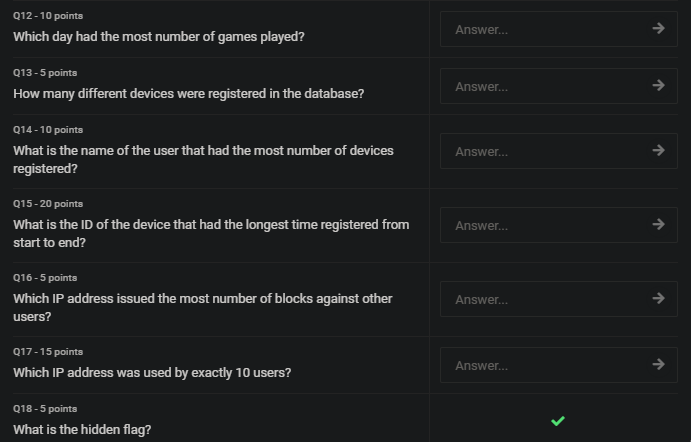 Q12 - 10 points
Which day had the most number of games played?
Answer...
Q13 - 5 points
How many different devices were registered in the database?
Answer...
Q14 - 10 points
What is the name of the user that had the most number of devices
registered?
Answer...
Q15 - 20 points
What is the ID of the device that had the longest time registered from
start to end?
Answer...
Q16 - 5 points
Which IP address issued the most number of blocks against other
users?
Answer...
Q17 - 15 points
Which IP address was used by exactly 10 users?
Answer...
Q18 - 5 points
What is the hidden flag?